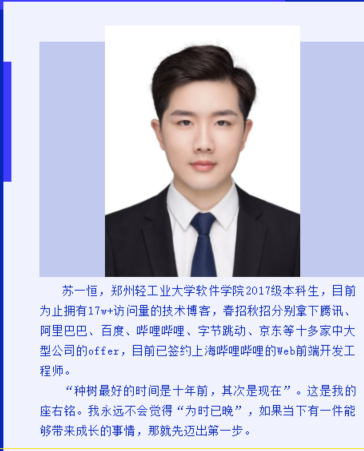 苏一恒，郑州轻工业大学软件学院2017级本科生，目前
为止拥有17w+访问量的技术博客，春招秋招分别拿下腾讯、
阿里巴巴、百度、哔哩哔哩、字节跳动、京东等十多家中大
型公司的offer，目前已签约上海哔哩哔哩的Web前端开发工
程师。
“种树最好的时间是十年前，其次是现在”。这是我的
座右铭。我永远不会觉得“为时已晚”，如果当下有一件能
够带来成长的事情，那就先迈出第一步。